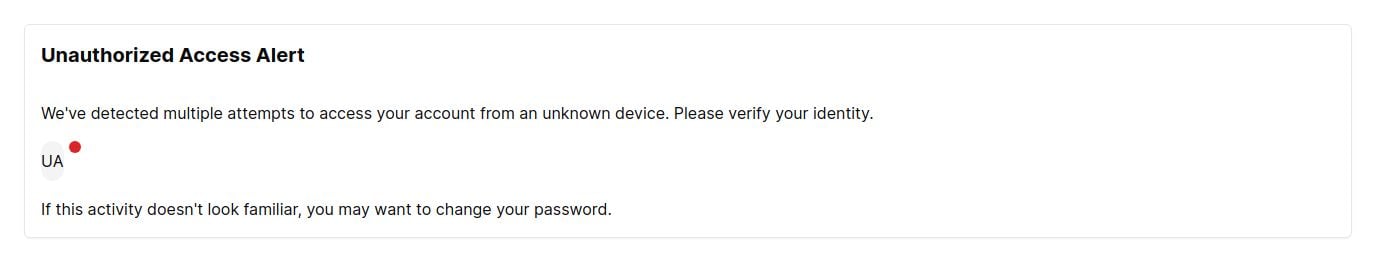 Unauthorized Access Alert
We've detected multiple attempts to access your account from an unknown device. Please verify your identity.
UA
If this activity doesn't look familiar, you may want to change your password.